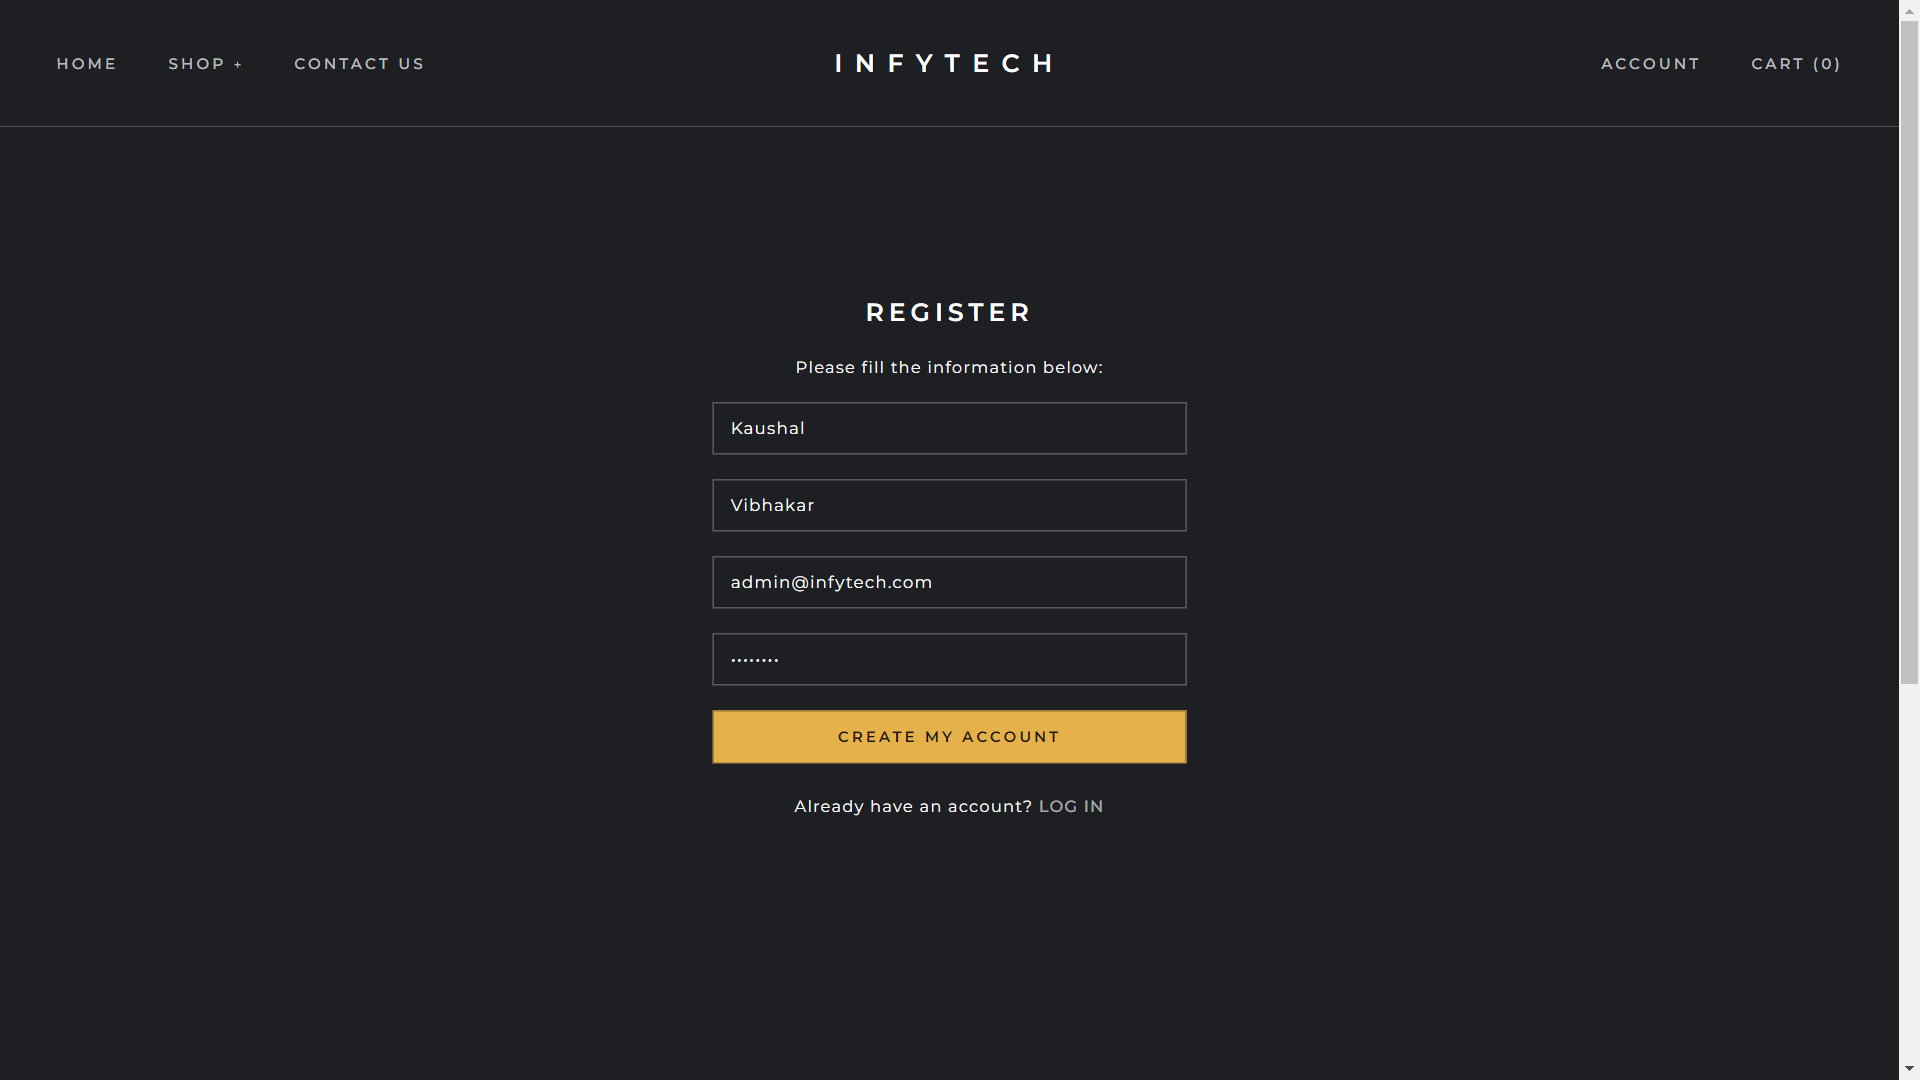 HOME SHOP + CONTACT US INFYTECH ACCOUNT CART (0)
REGISTER
Please fill the information below:
Kaushal
Vibhakar
admin@infytech.com
••••••••
CREATE MY ACCOUNT
Already have an account? LOG IN